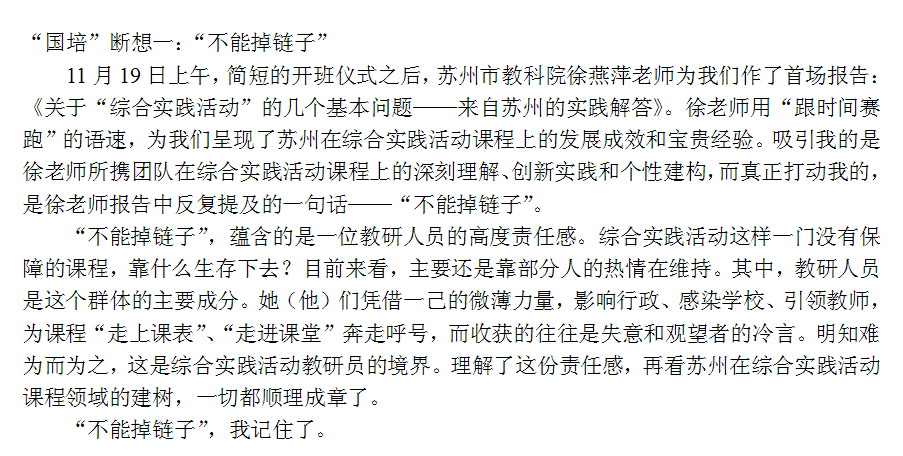 “国培”断想一：“不能掉链子”
11 月 19 日上午，简短的开班仪式之后，苏州市教科院徐燕萍老师为我们作了首场报告：
《关于“综合实践活动”的几个基本问题——来自苏州的实践解答》。徐老师用“跟时间赛
跑”的语速，为我们呈现了苏州在综合实践活动课程上的发展成效和宝贵经验。吸引我的是
徐老师所携团队在综合实践活动课程上的深刻理解、创新实践和个性建构，而真正打动我的，
是徐老师报告中反复提及的一句话——“不能掉链子”。
“不能掉链子”，蕴含的是一位教研人员的高度责任感。综合实践活动这样一门没有保
障的课程，靠什么生存下去？目前来看，主要还是靠部分人的热情在维持。其中，教研人员
是这个群体的主要成分。她（他）们凭借一己的微薄力量，影响行政、感染学校、引领教师，
为课程“走上课表”、“走进课堂”奔走呼号，而收获的往往是失意和观望者的冷言。明知难
为而为之，这是综合实践活动教研员的境界。理解了这份责任感，再看苏州在综合实践活动
课程领域的建树，一切都顺理成章了。
“不能掉链子”，我记住了。